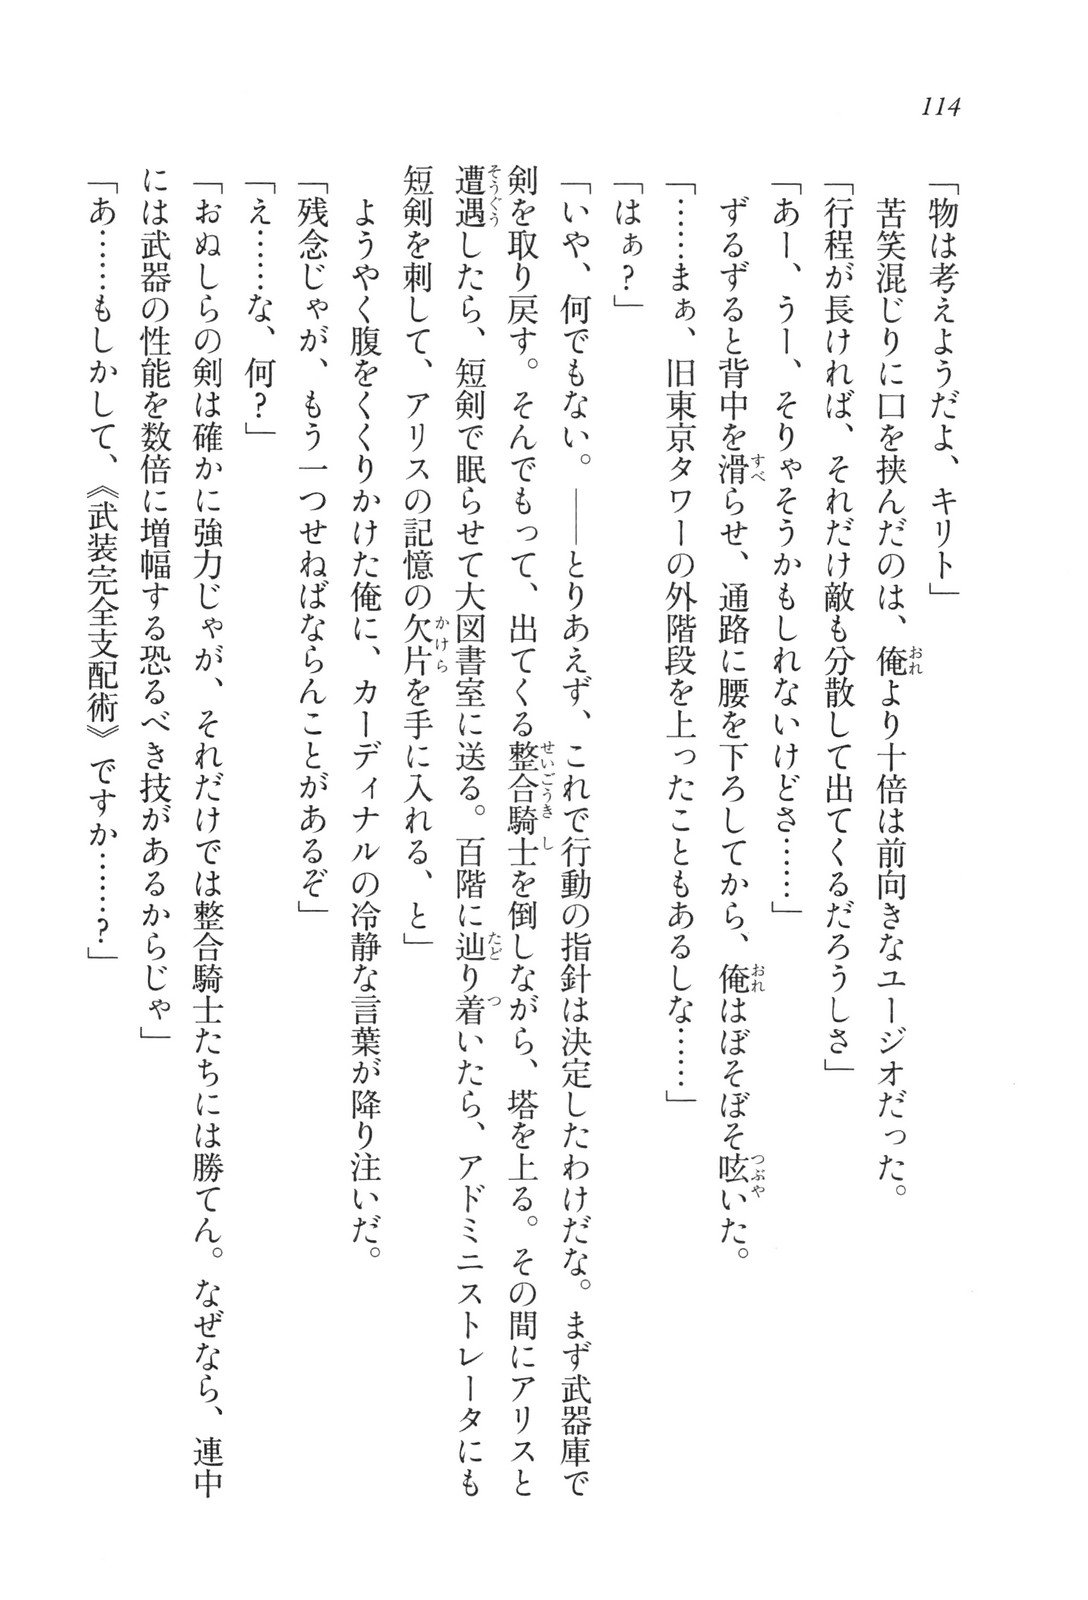 114
「物は考えようだよ、キリト」
苦笑混じりに口を挟んだのは、俺より十倍は前向きなユージオだった。
「行程が長ければ、それだけ敵も分散して出てくるだろうしさ」
「あー、うー、そりゃそうかもしれないけどさ……」
ずるずると背中を滑らせ、通路に腰を下ろしてから、俺はぼそぼそ呟いた。
「……まぁ、旧東京タワーの外階段を上ったこともあるしな……」
「はぁ？」
「いや、何でもない。――とりあえず、これで行動の指針は決定したわけだな。まず武器庫で
剣を取り戻す。そんでもって、出てくる整合騎士を倒しながら、塔を上る。その間にアリスと
遭遇したら、短剣で眠らせて大図書室に送る。百階に辿り着いたら、アドミニストレータにも
短剣を刺して、アリスの記憶の欠片を手に入れる、と」
ようやく腹をくくりかけた俺に、カーディナルの冷静な言葉が降り注いだ。
「残念じゃが、もう一つせねばならんことがあるぞ」
「え……な、何？」
「おぬしらの剣は確かに強力じゃが、それだけでは整合騎士たちには勝てん。なぜなら、連中
には武器の性能を数倍に増幅する恐るべき技があるからじゃ」
「あ……もしかして、《武装完全支配術》ですか……？」